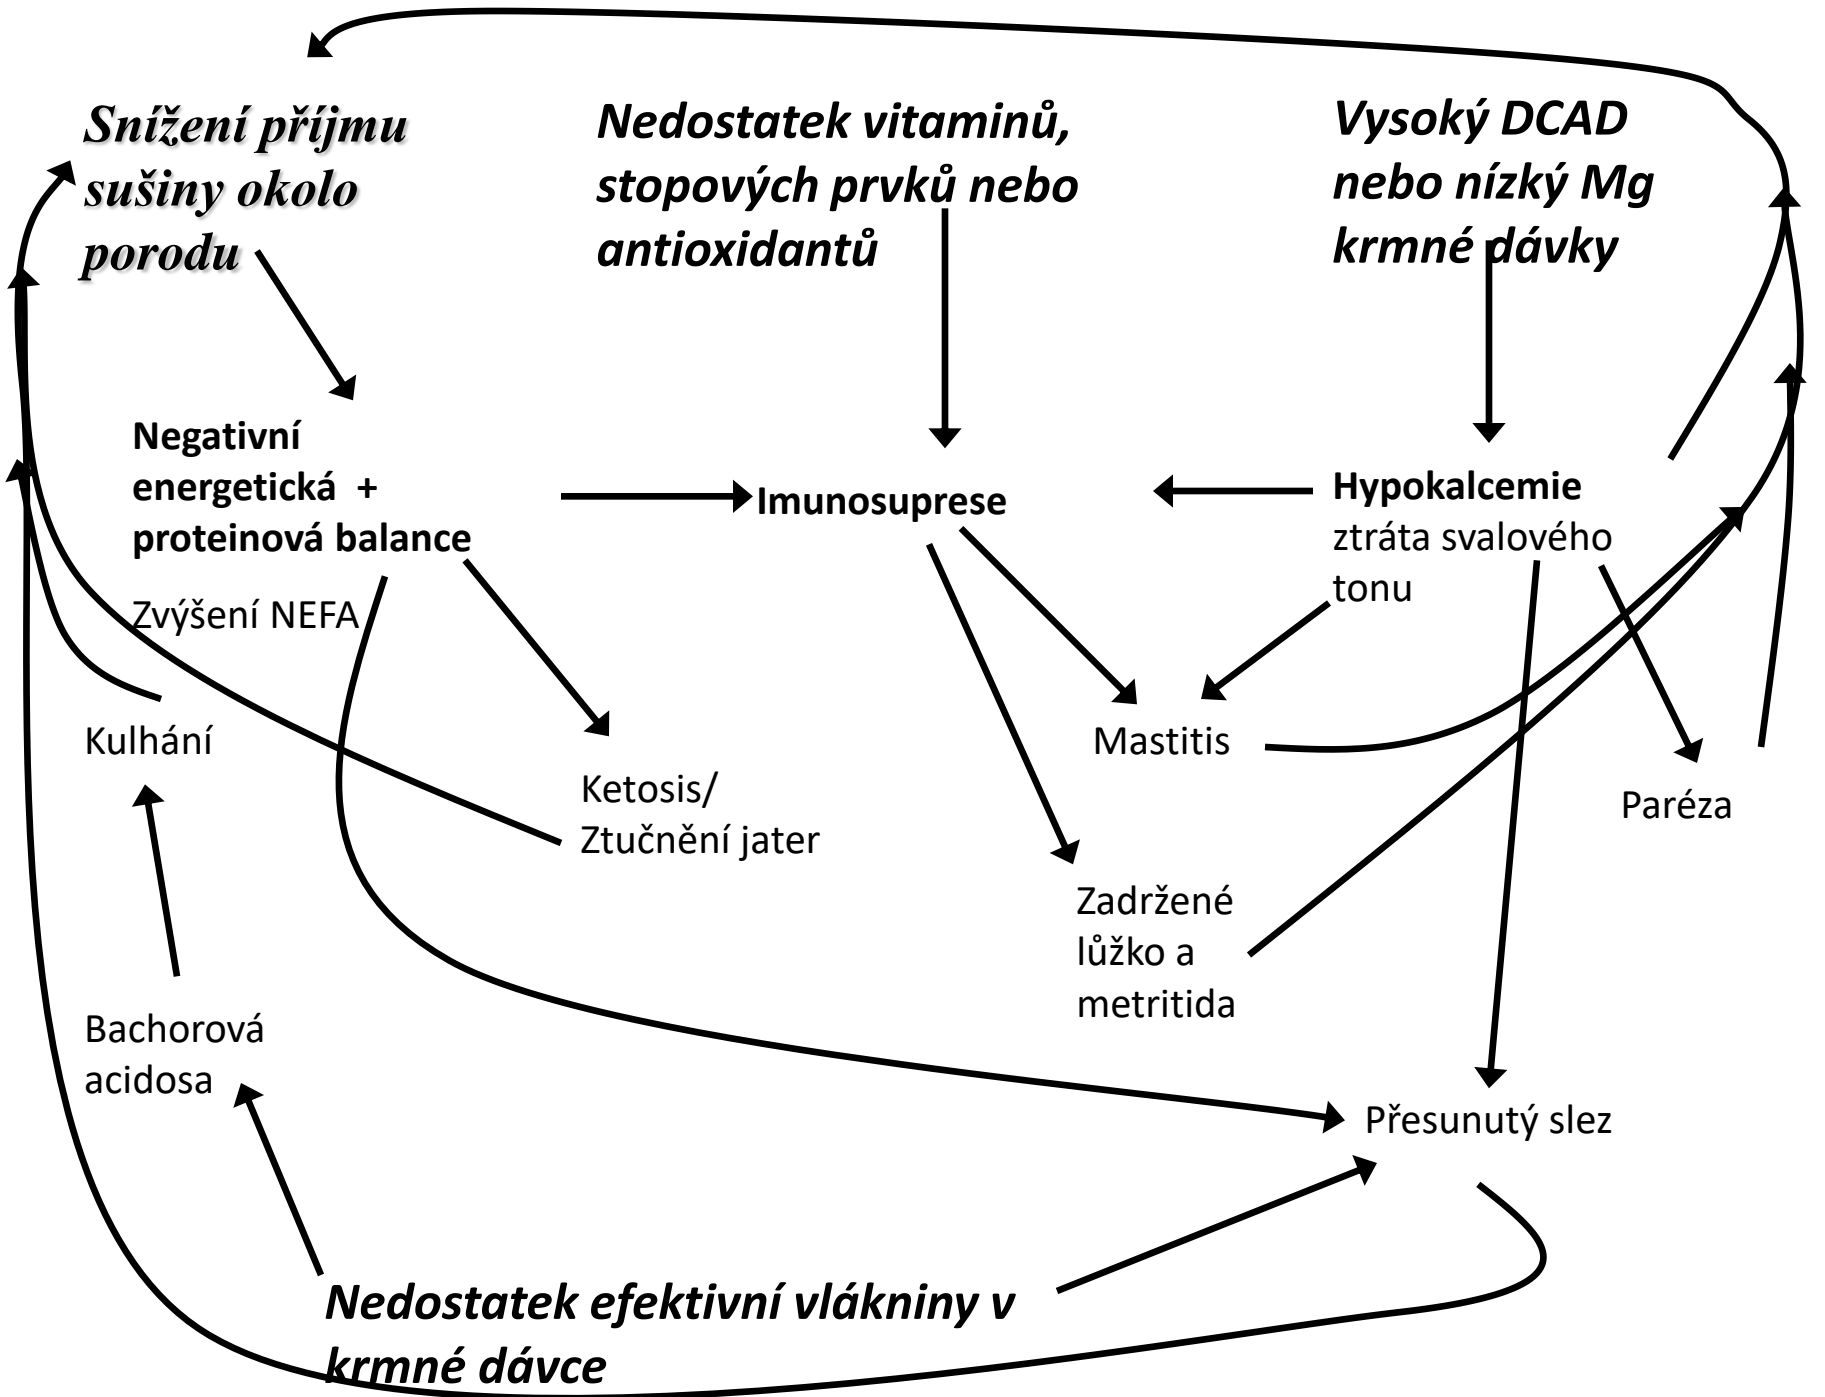 Snížení příjmu
sušiny okolo
porodu
Nedostatek vitaminů,
stopových prvků nebo
antioxidantů
Vysoký DCAD
nebo nízký Mg
krmné dávky
Negativní
energetická +
proteinová balance
Zvýšení NEFA
Imunosuprese
Hypokalcemie
ztráta svalového
tonu
Kulhání
Ketosis/
Ztučnění jater
Mastitis
Paréza
Zadržené
lůžko a
metritida
Bachorová
acidosa
Přesunutý slez
Nedostatek efektivní vlákniny v
krmné dávce